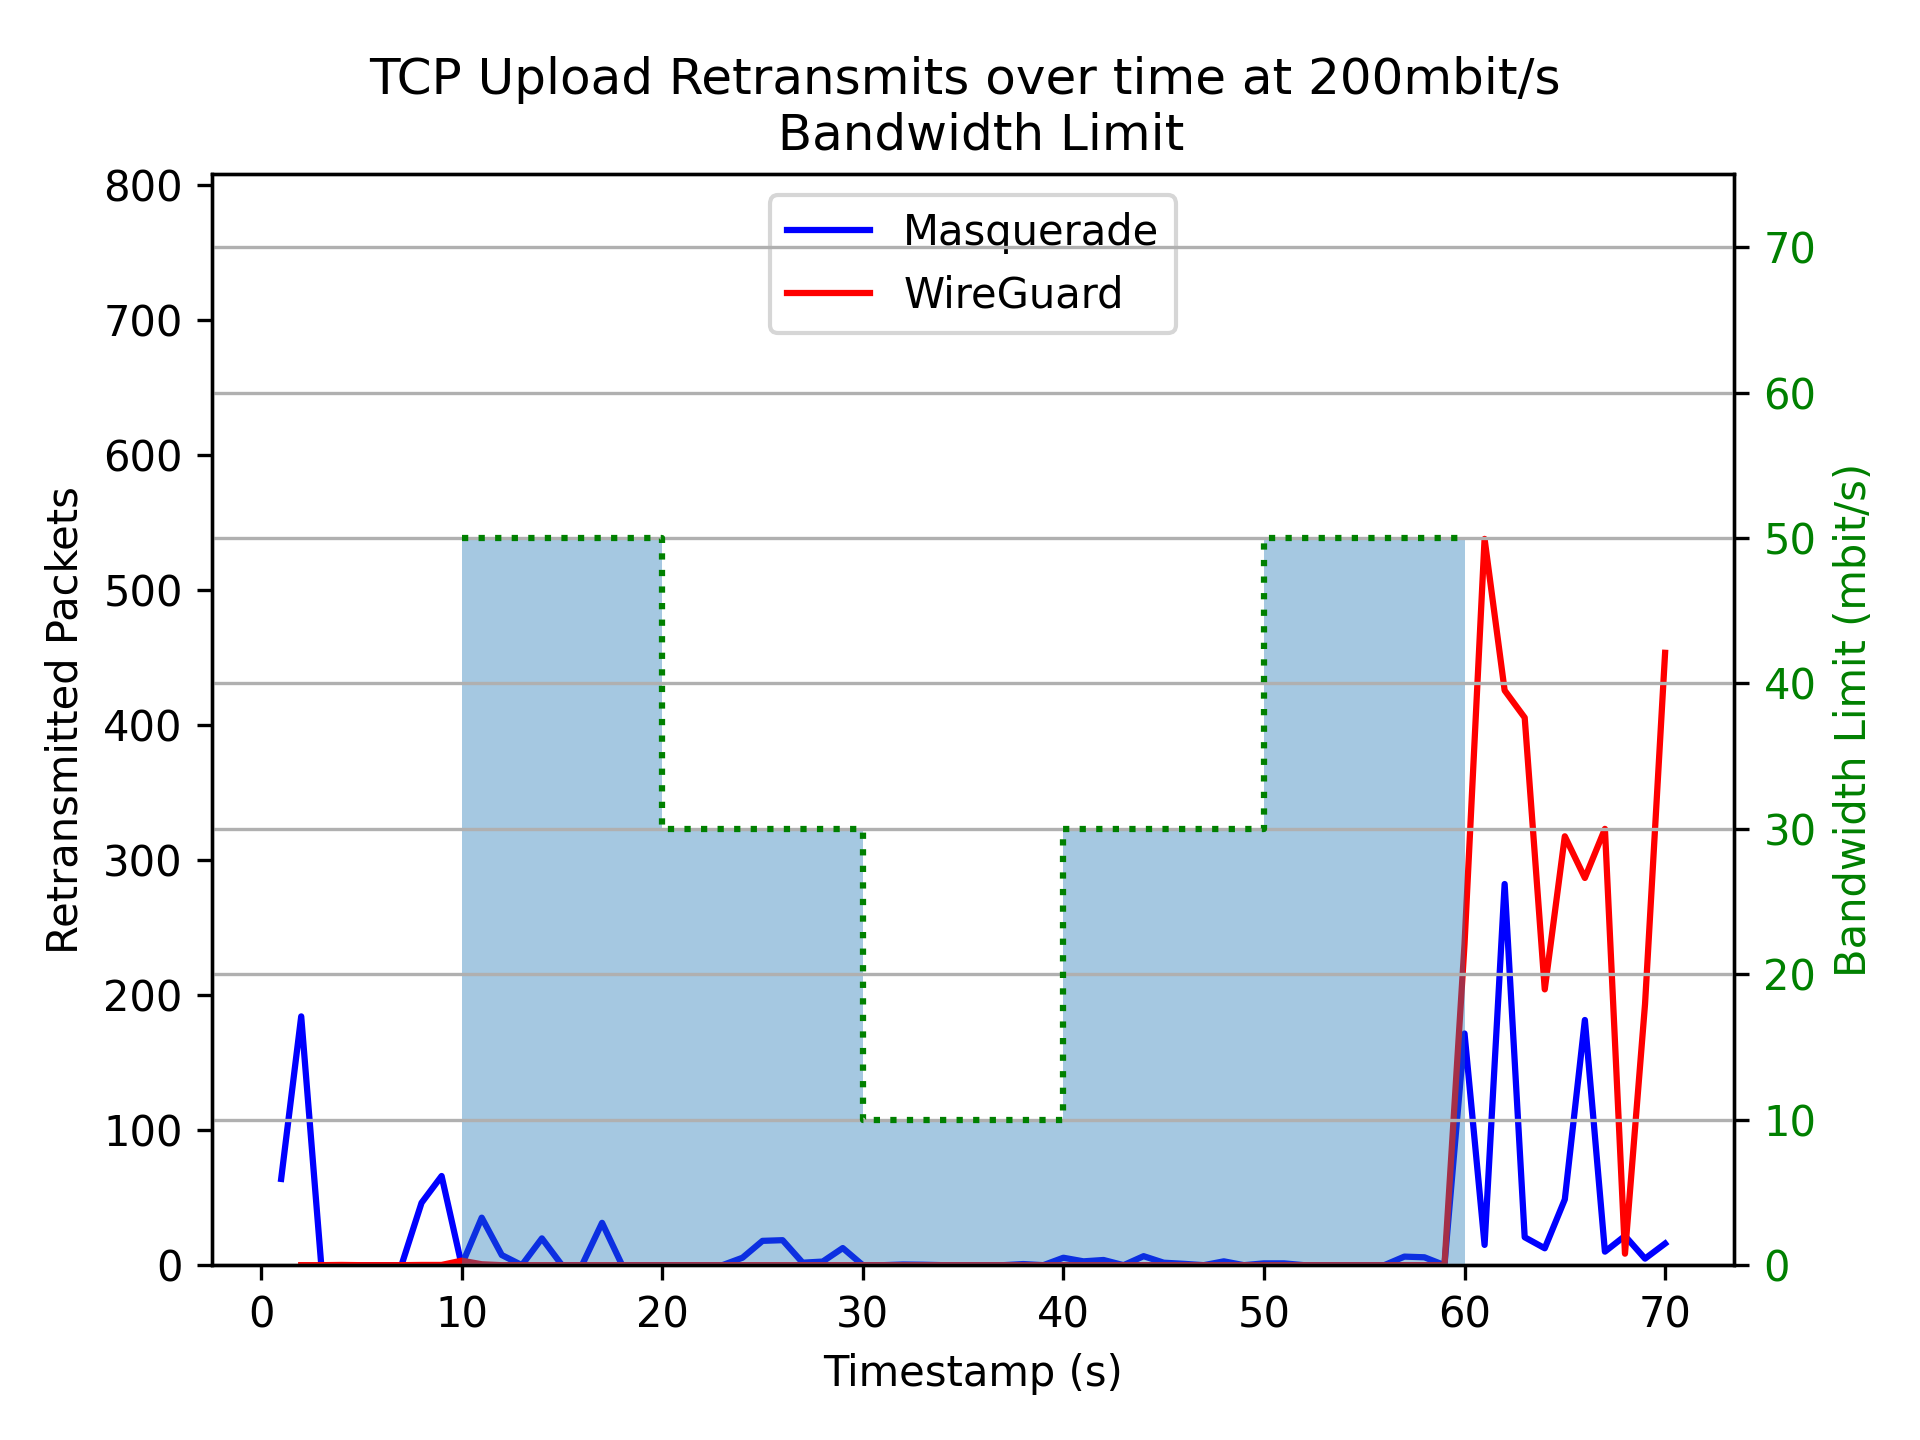 TCP Upload Retransmits over time at 200mbit/s
Bandwidth Limit
Masquerade
WireGuard
800
700
600
500
400
300
200
100
0
Retransmitted Packets
70
60
50
40
30
20
10
0
Bandwidth Limit (mbit/s)
0 10 20 30 40 50 60 70
Timestamp (s)